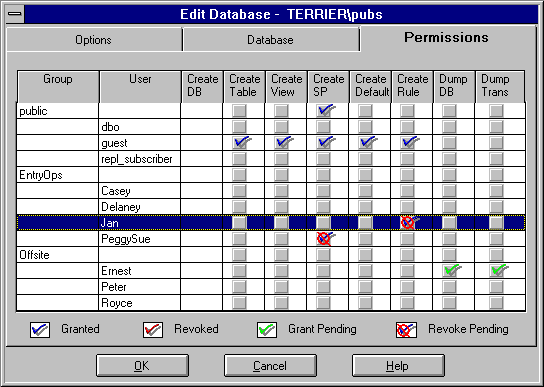 Edit Database - TERRIER\pubs
Options Database Permissions
Group User Create DB Create Table Create View Create SP Create Default Create Rule Dump DB Dump Trans
public
dbo
guest
repl_subscriber
EntryOps
Casey
Delaney
Jan
PeggySue
Offsite
Ernest
Peter
Royce
Granted Revoked Grant Pending Revoke Pending
OK Cancel Help